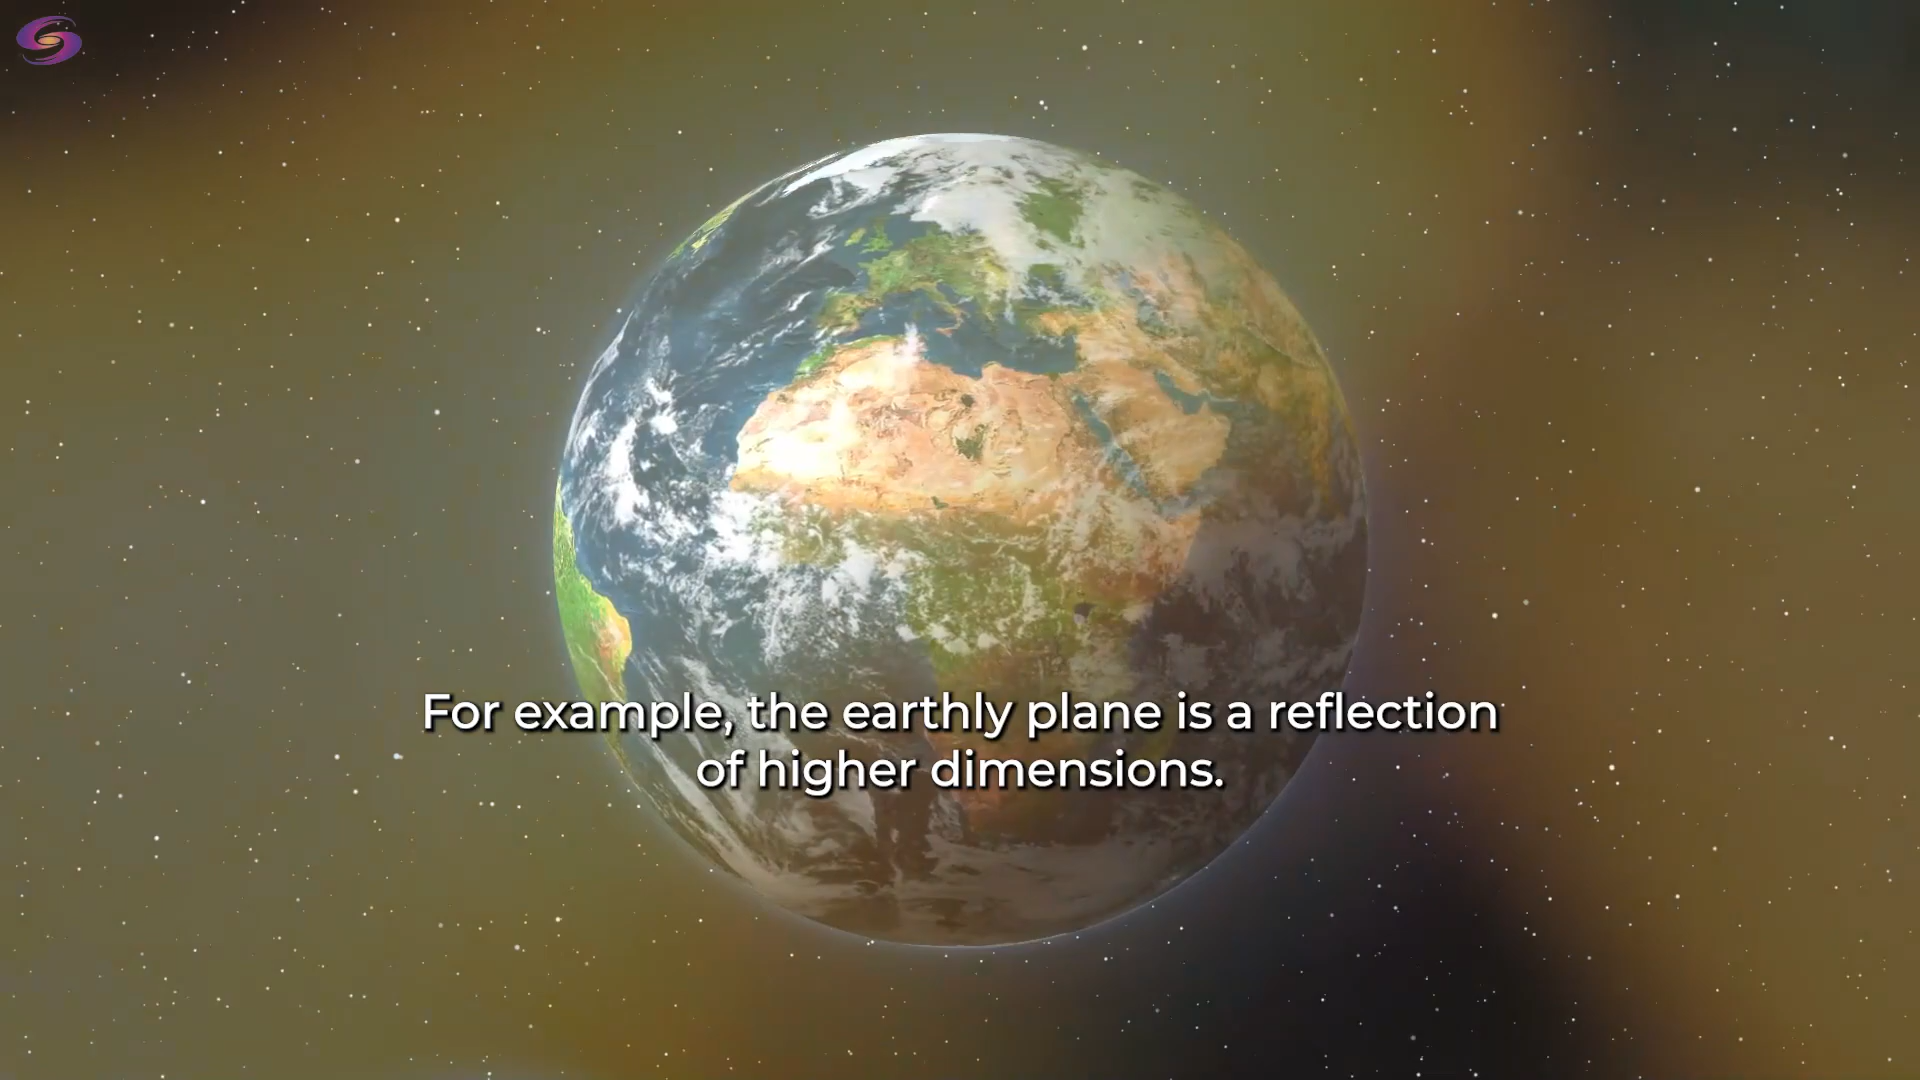 For example, the earthly plane is a reflection
of higher dimensions.